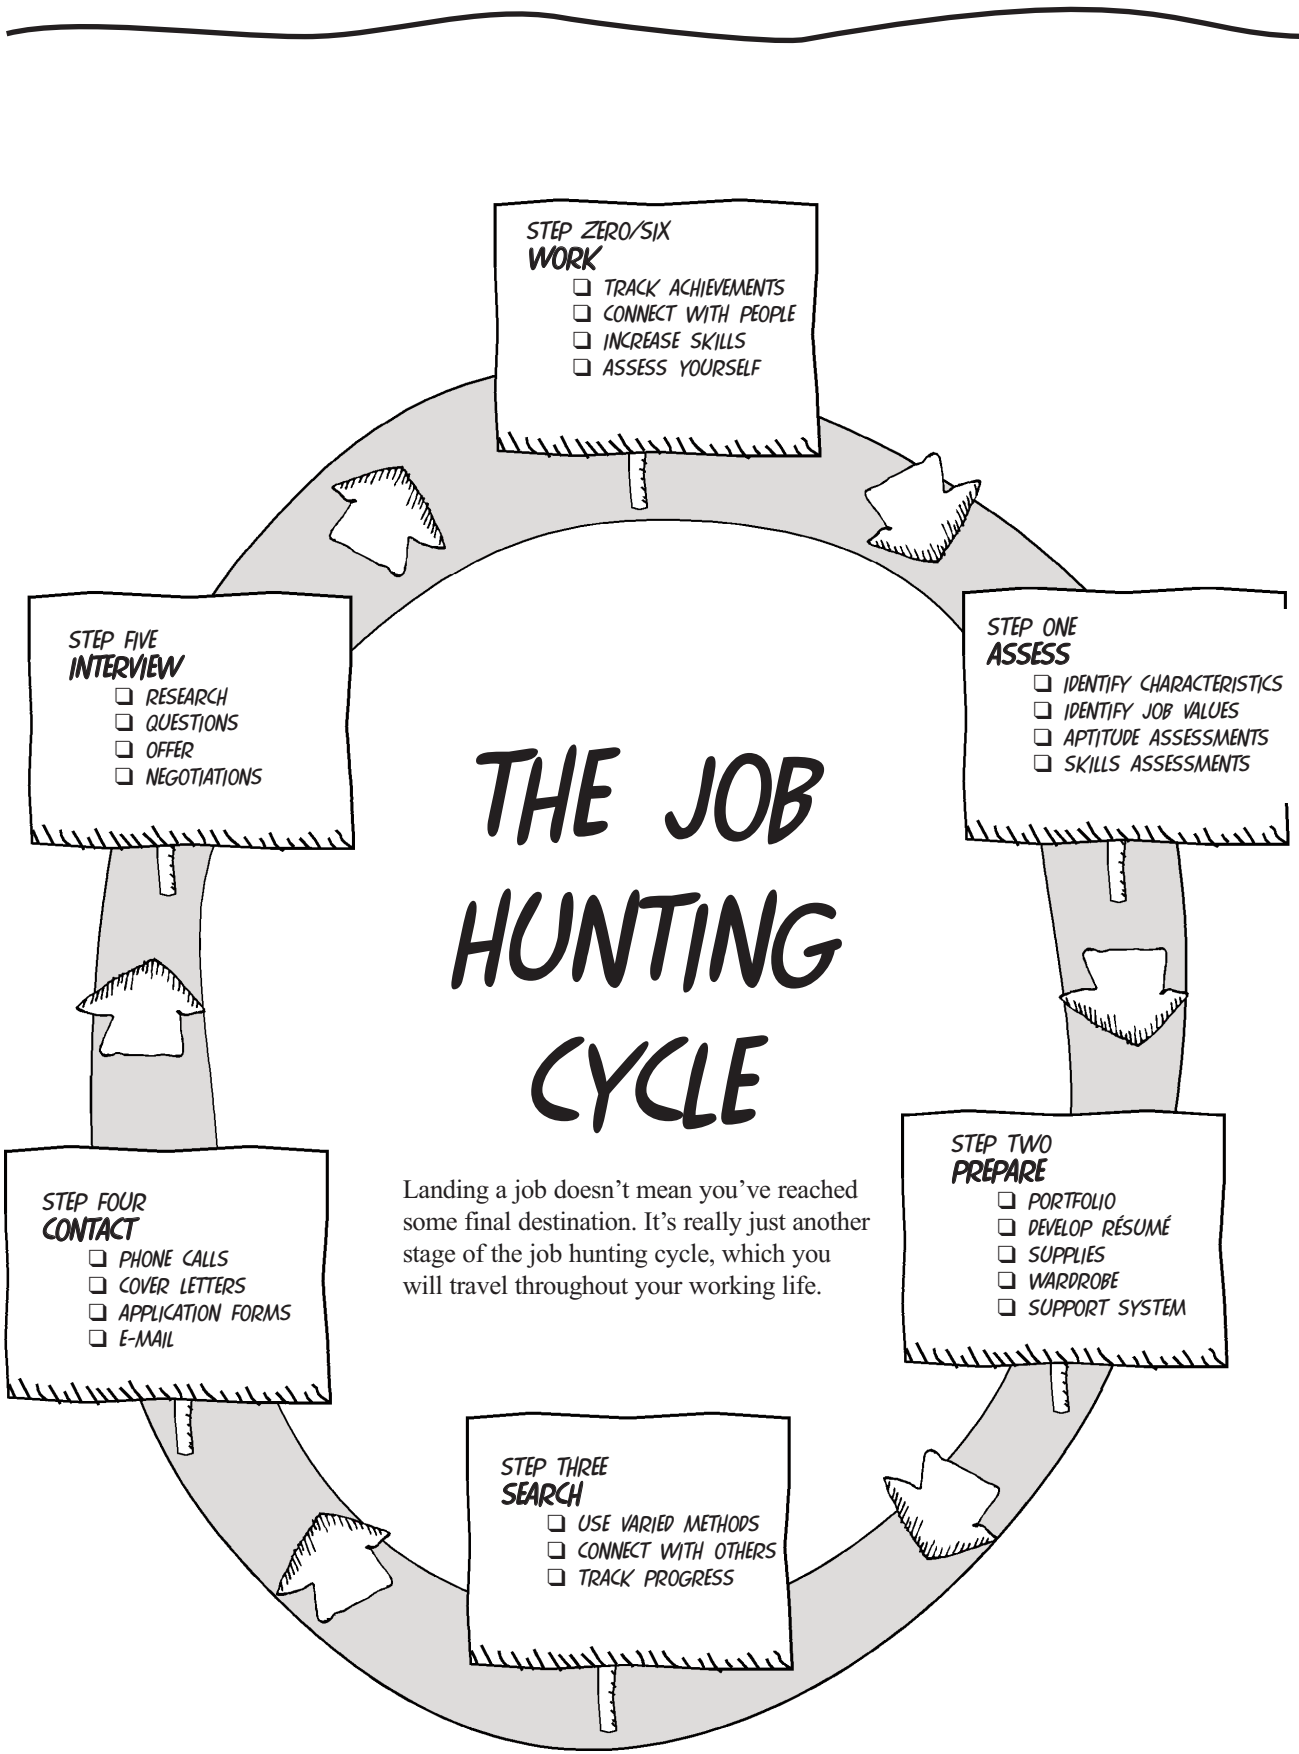 STEP ZERO/SIX
WORK
❏ TRACK ACHIEVEMENTS
❏ CONNECT WITH PEOPLE
❏ INCREASE SKILLS
❏ ASSESS YOURSELF
STEP ONE
ASSESS
❏ IDENTIFY CHARACTERISTICS
❏ IDENTIFY JOB VALUES
❏ APTITUDE ASSESSMENTS
❏ SKILLS ASSESSMENTS
STEP TWO
PREPARE
❏ PORTFOLIO
❏ DEVELOP RÉSUMÉ
❏ SUPPLIES
❏ WARDROBE
❏ SUPPORT SYSTEM
STEP THREE
SEARCH
❏ USE VARIED METHODS
❏ CONNECT WITH OTHERS
❏ TRACK PROGRESS
STEP FOUR
CONTACT
❏ PHONE CALLS
❏ COVER LETTERS
❏ APPLICATION FORMS
❏ E-MAIL
STEP FIVE
INTERVIEW
❏ RESEARCH
❏ QUESTIONS
❏ OFFER
❏ NEGOTIATIONS
THE JOB
HUNTING
CYCLE
Landing a job doesn't mean you've reached
some final destination. It's really just another
stage of the job hunting cycle, which you
will travel throughout your working life.